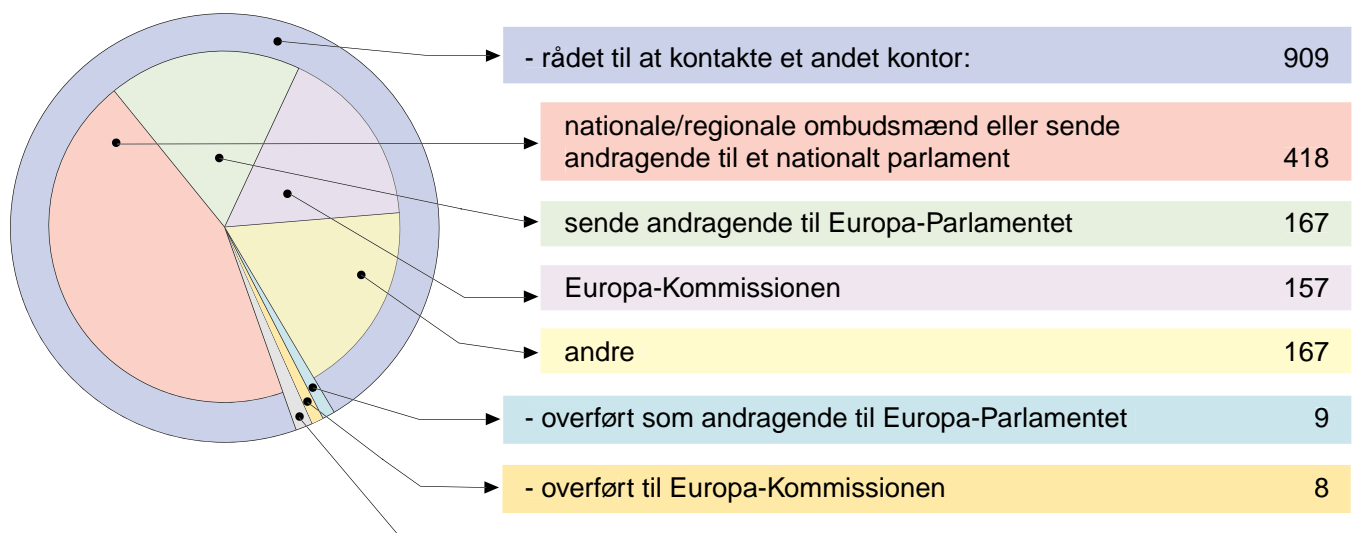 - rådet til at kontakte et andet kontor: 909
nationale/regionale ombudsmænd eller sende
andragende til et nationalt parlament 418
sende andragende til Europa-Parlamentet 167
Europa-Kommissionen 157
andre 167
- overført som andragende til Europa-Parlamentet 9
- overført til Europa-Kommissionen 8